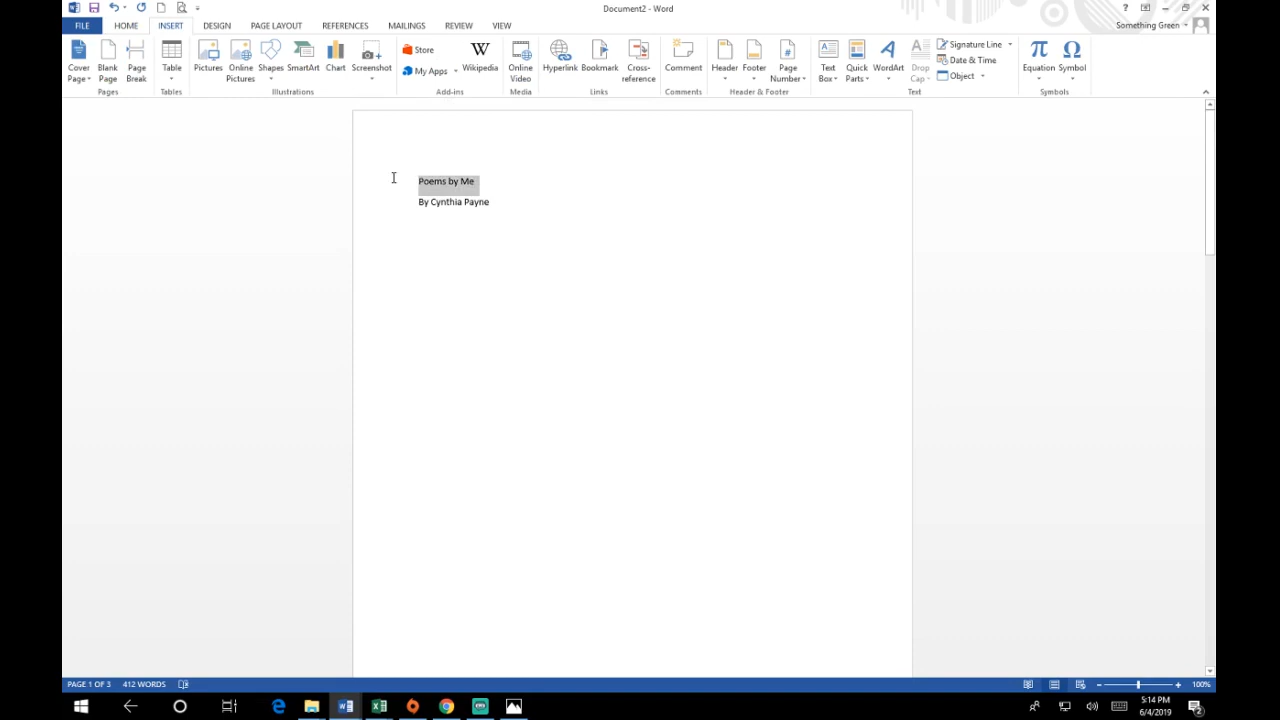 Document2 - Word
?
FILE HOME INSERT DESIGN PAGE LAYOUT REFERENCES MAILINGS REVIEW VIEW
Something Green
Cover Page
Blank Page
Page Break
Table
Pictures
Online Pictures
Shapes
SmartArt
Chart
Screenshot
Store
My Apps
W
Wikipedia
Online Video
Hyperlink
Bookmark
Cross-reference
Comment
Header
Footer
Page Number
Text Box
Quick Parts
WordArt
Drop Cap
Signature Line
Date & Time
Object
π
Equation
Ω
Symbol
Pages Tables Illustrations Add-ins Media Links Comments Header & Footer Text Symbols
Poems by Me
By Cynthia Payne
PAGE 1 OF 3 412 WORDS
100%
5:14 PM
6/4/2019